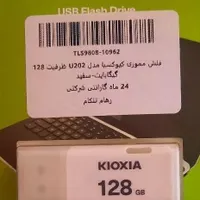 USB Flash Drive
TLS9808-10962
فلش مموری کیوکسیا مدل U202 ظرفیت 128
گیگابایت-سفید
24 ماه گارانتی شرکتی
رهام تلکام
KIOXIA
128 GB